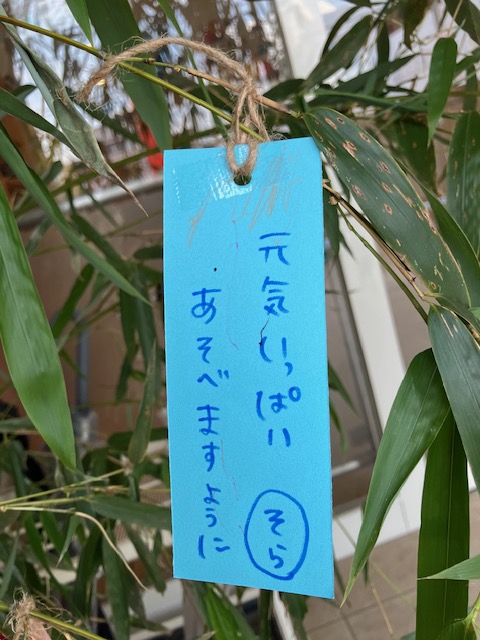 元気いっぱい
あそべますように
そら